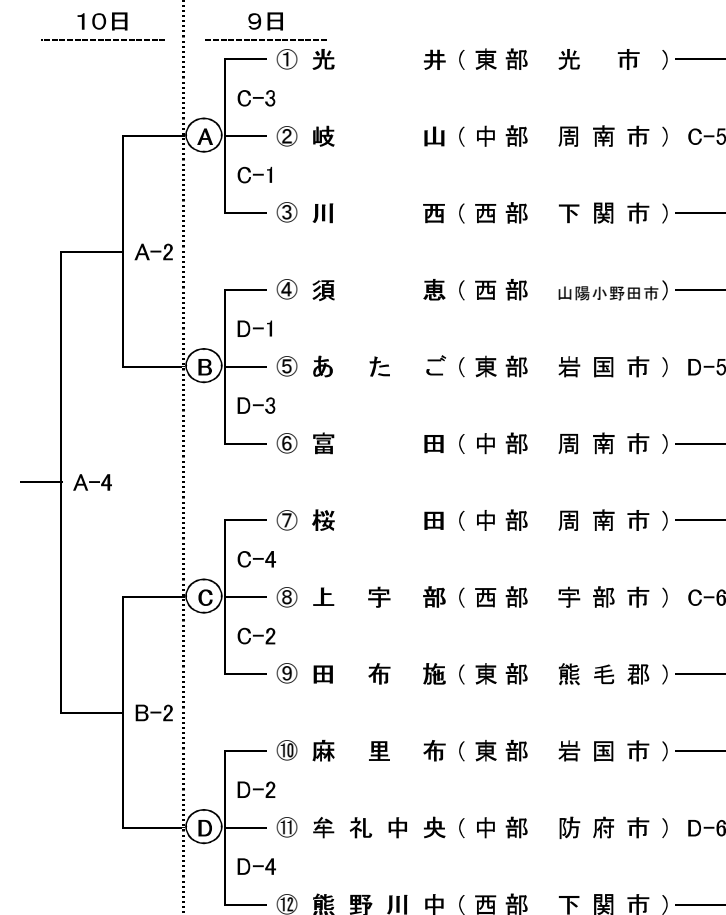 10日 9日
① 光井(東部 光市)
C-3
A ② 岐山(中部 周南市) C-5
C-1
③ 川西(西部 下関市)
A-2
④ 須恵(西部 山陽小野田市)
D-1
B ⑤ あたご(東部 岩国市) D-5
D-3
⑥ 富田(中部 周南市)
A-4
⑦ 桜田(中部 周南市)
C-4
C ⑧ 上宇部(西部 宇部市) C-6
C-2
⑨ 田布施(東部 熊毛郡)
B-2
⑩ 麻里布(東部 岩国市)
D-2
D ⑪ 牟礼中央(中部 防府市) D-6
D-4
⑫ 熊野川中(西部 下関市)